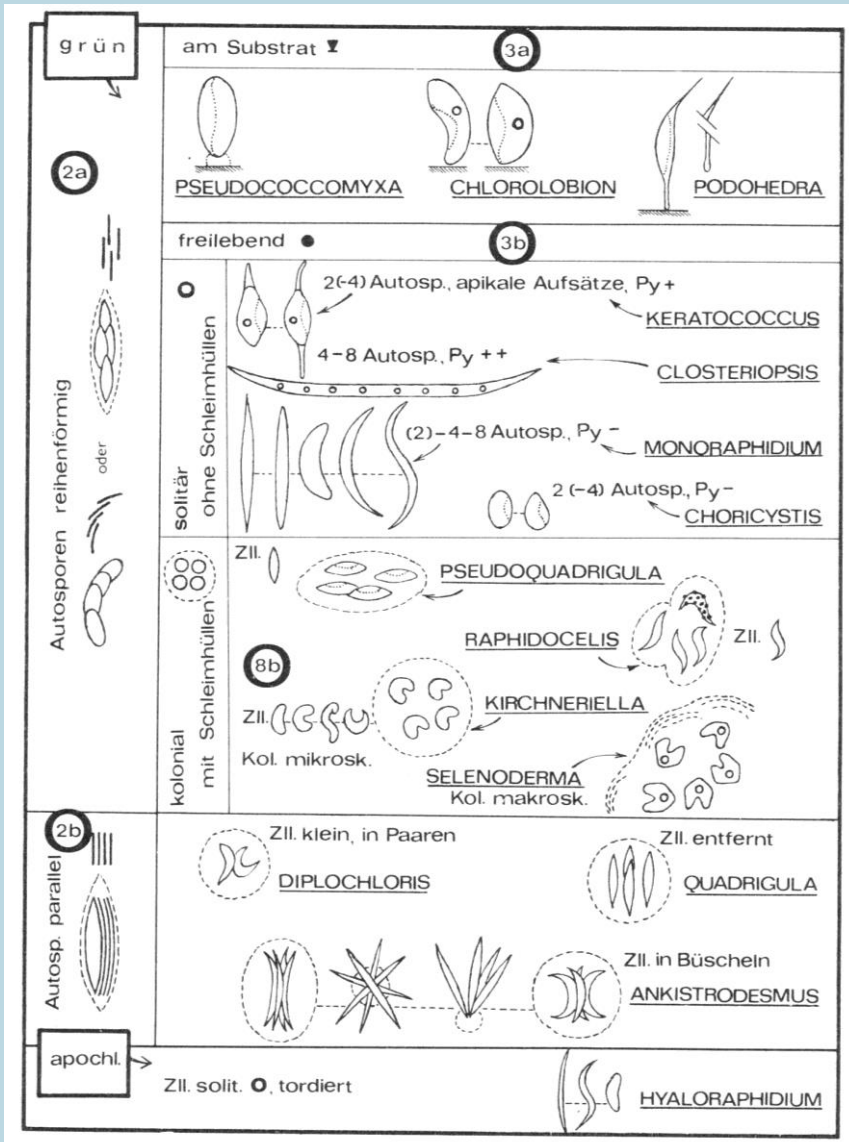 grün
am Substrat
3a
2a
PSEUDOCOCCOMYXA
CHLOROLOBION
PODOHEDRA
freilebend
3b
Autosporen reihenförmig
oder
solitär
ohne Schleimhüllen
2(-4) Autosp., apikale Aufsätze, Py+
KERATOCOCCUS
4-8 Autosp., Py ++
CLOSTERIOPSIS
(2)-4-8 Autosp., Py-
MONORAPHIDIUM
2(-4) Autosp., Py-
CHORICYSTIS
kolonial
mit Schleimhüllen
Zll.
PSEUDOQUADRIGULA
RAPHIDOCELIS
Zll.
8b
Zll.
KIRCHNERIELLA
Kol. mikrosk.
SELENODERMA
Kol. makrosk.
2b
Autosp. parallel
Zll. klein, in Paaren
DIPLOCHLORIS
Zll. entfernt
QUADRIGULA
Zll. in Büscheln
ANKISTRODESMUS
apochl.
Zll. solit. , tordiert
HYALORAPHIDIUM